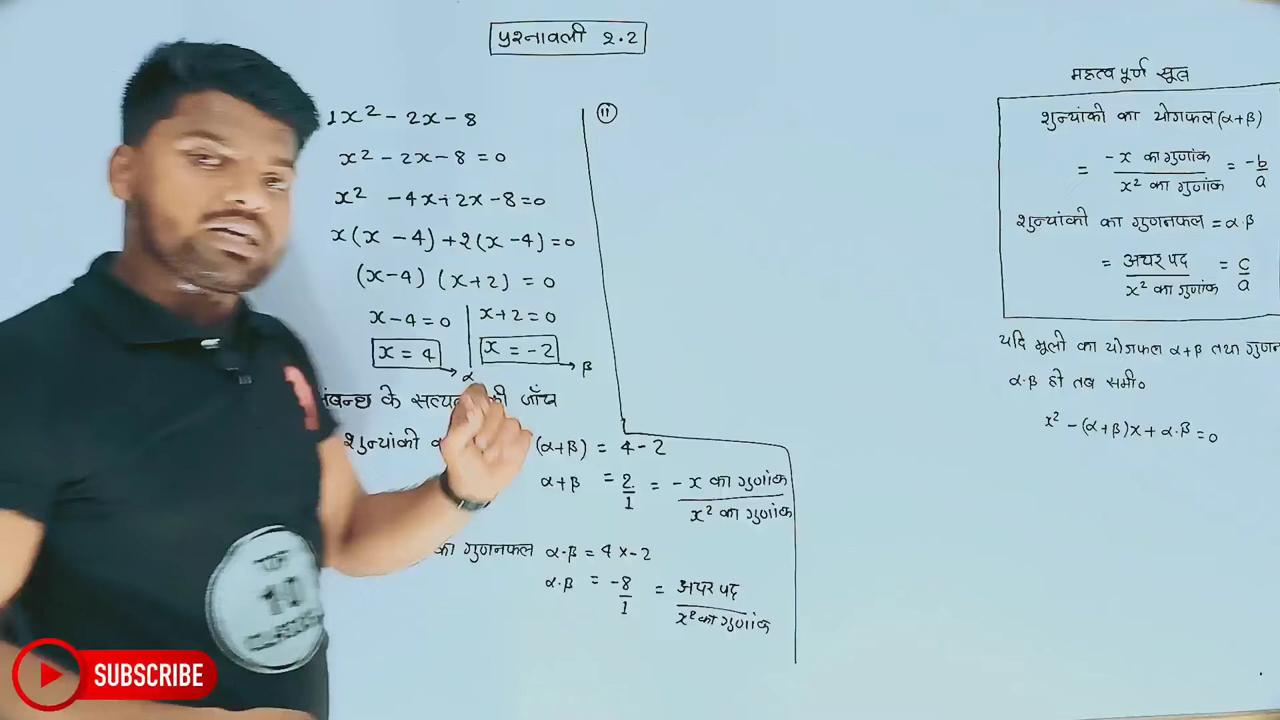 प्रश्नावली 2.2
1x² - 2x - 8
x² - 2x - 8 = 0
x² - 4x + 2x - 8 = 0
x(x - 4) + 2(x - 4) = 0
(x - 4) (x + 2) = 0
x - 4 = 0
x = 4
α
x + 2 = 0
x = -2
β
के जाँच
शुन्यांको
(α+β) = 4 - 2
α+β = 2/1 = -x का गुणांक / x² का गुणांक
का गुणनफल α·β = 4 x -2
α·β = -8/1 = अचर पद / x² का गुणांक
11
महत्वपूर्ण सूत्र
शुन्यांको का योगफल (α+β)
= -x का गुणांक / x² का गुणांक = -b/a
शुन्यांको का गुणनफल = α·β
= अचर पद / x² का गुणांक = c/a
यदि मूलो का योगफल α+β तथा गुणन
α·β हो तब समी०
x² - (α+β)x + α·β = 0
10
SUBSCRIBE